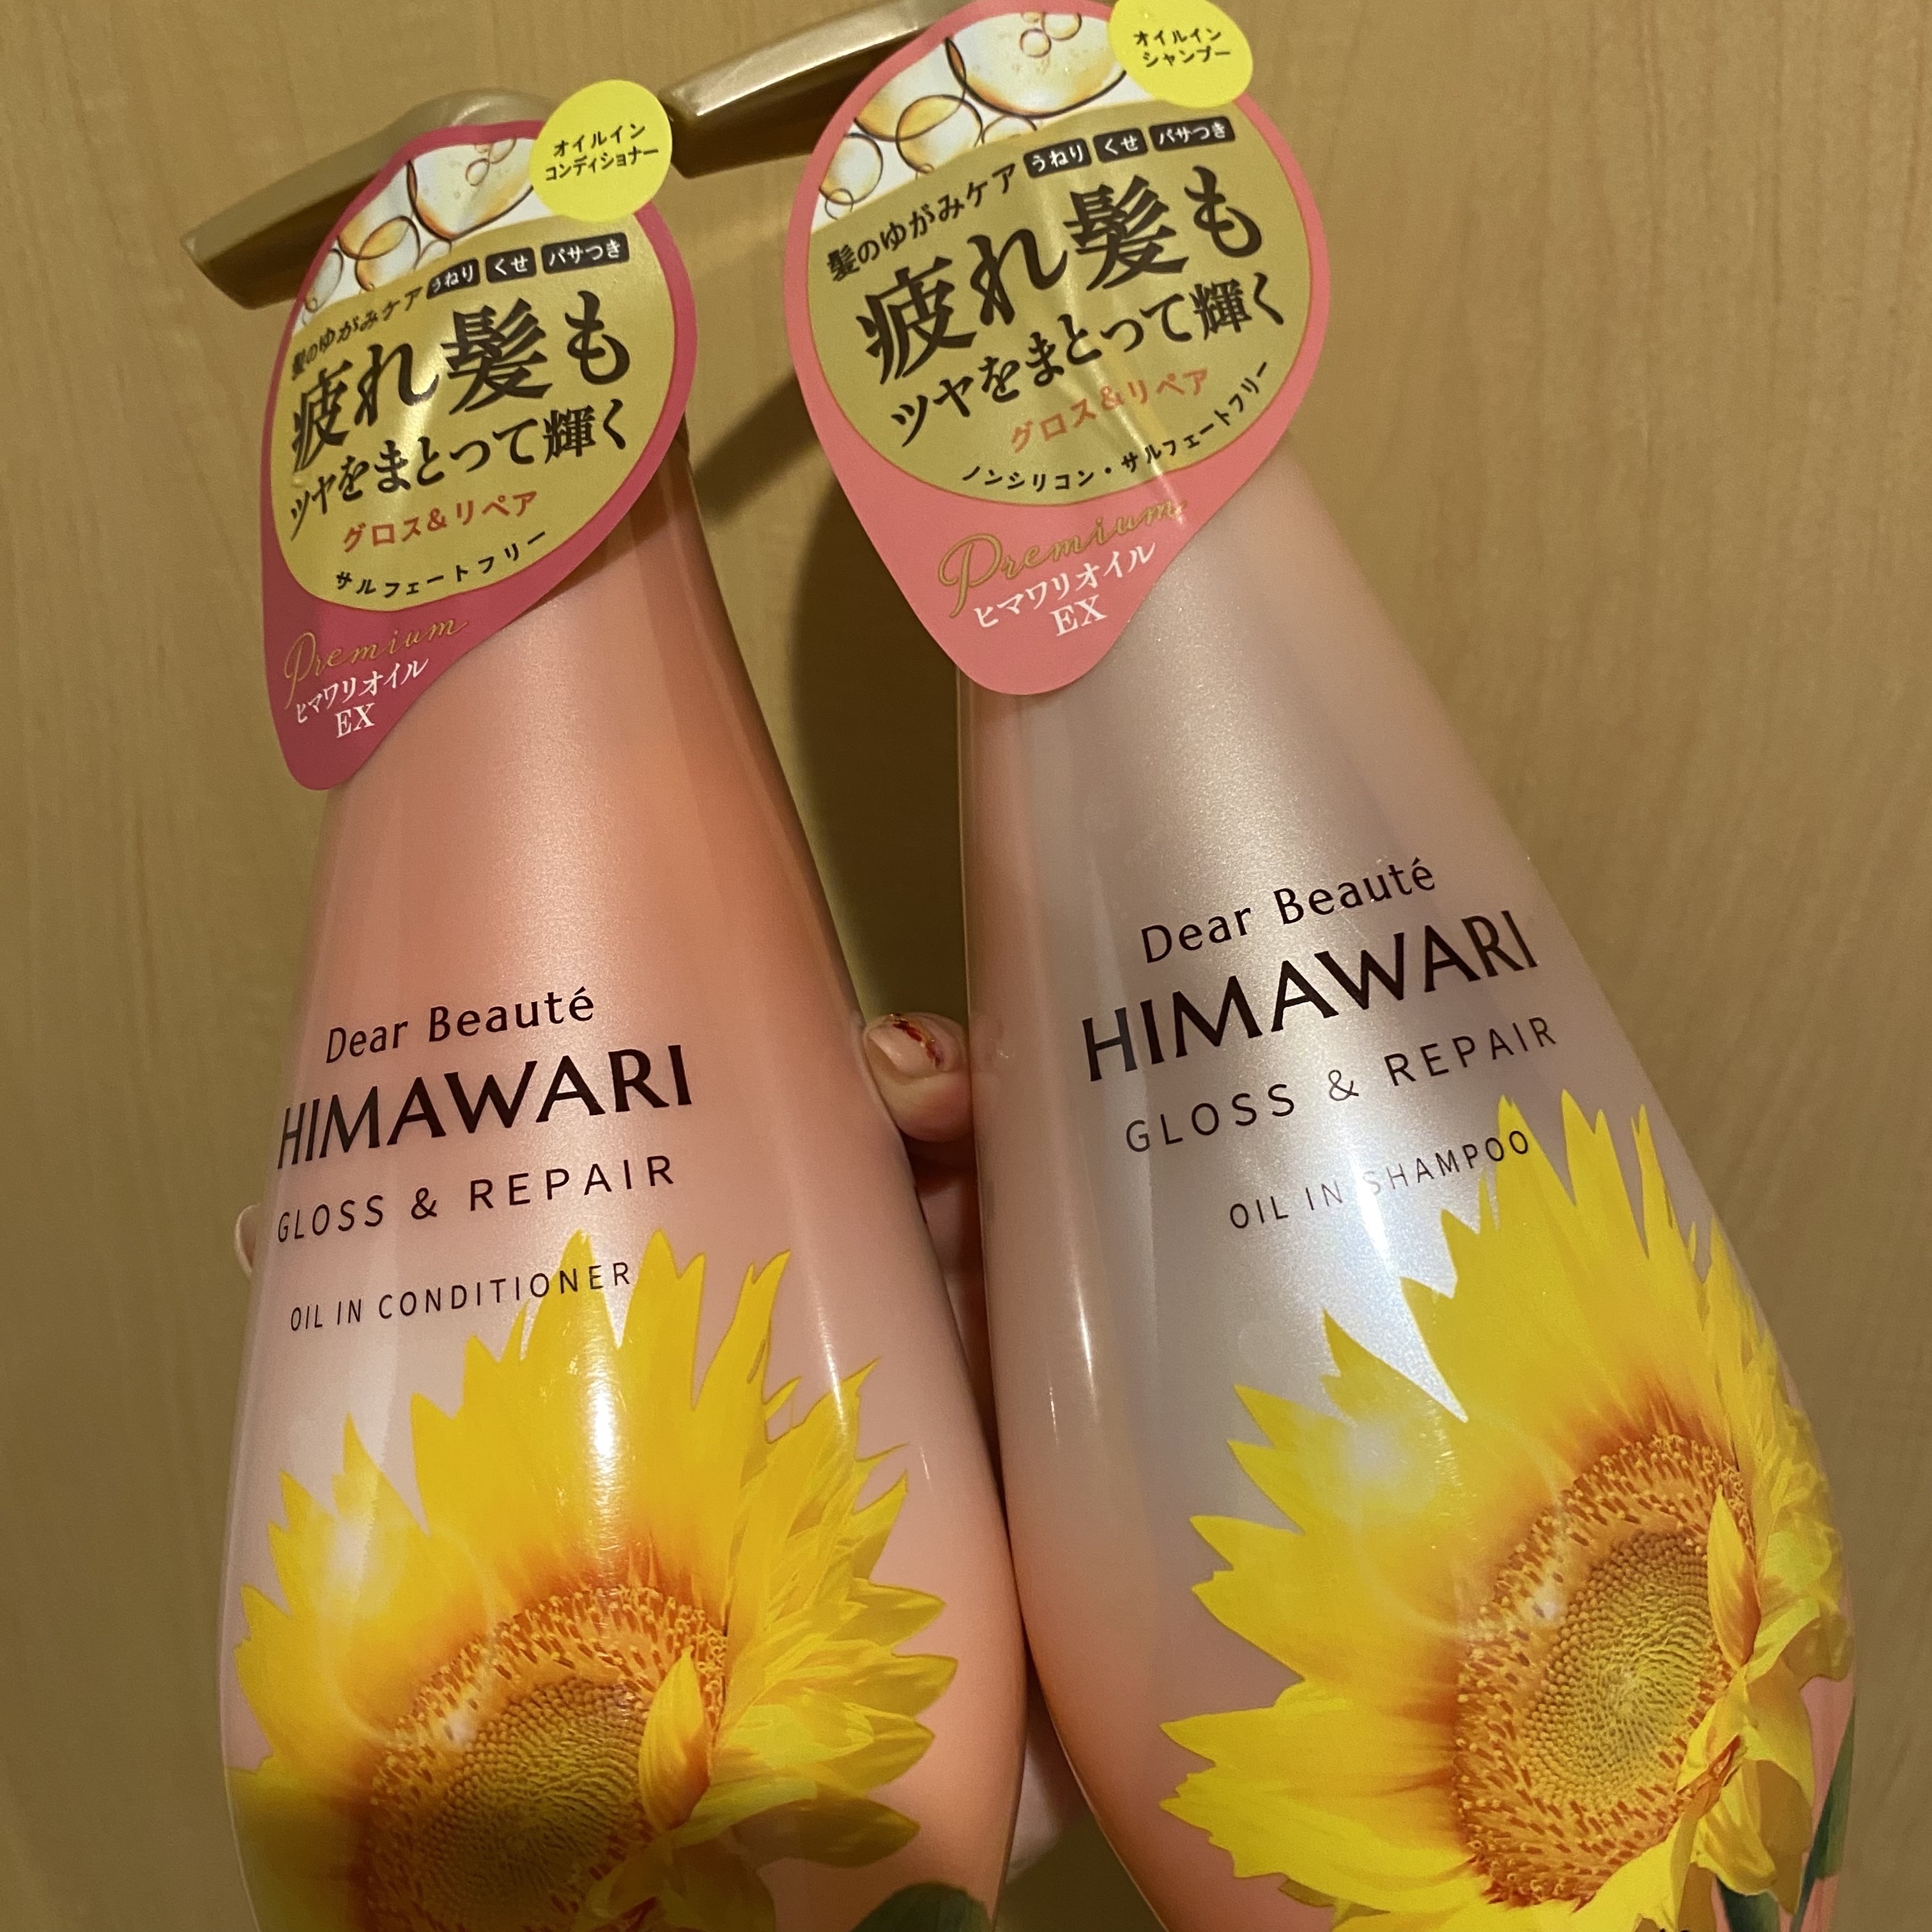 オイルイン
コンディショナー
髪のゆがみケア うねり くせ パサつき
疲れ髪も
ツヤをまとって輝く
グロス&リペア
サルフェートフリー
Premium
ヒマワリオイル
EX
Dear Beauté
HIMAWARI
GLOSS & REPAIR
OIL IN CONDITIONER
オイルイン
シャンプー
髪のゆがみケア うねり くせ パサつき
疲れ髪も
ツヤをまとって輝く
グロス&リペア
ノンシリコン・サルフェートフリー
Premium
ヒマワリオイル
EX
Dear Beauté
HIMAWARI
GLOSS & REPAIR
OIL IN SHAMPOO